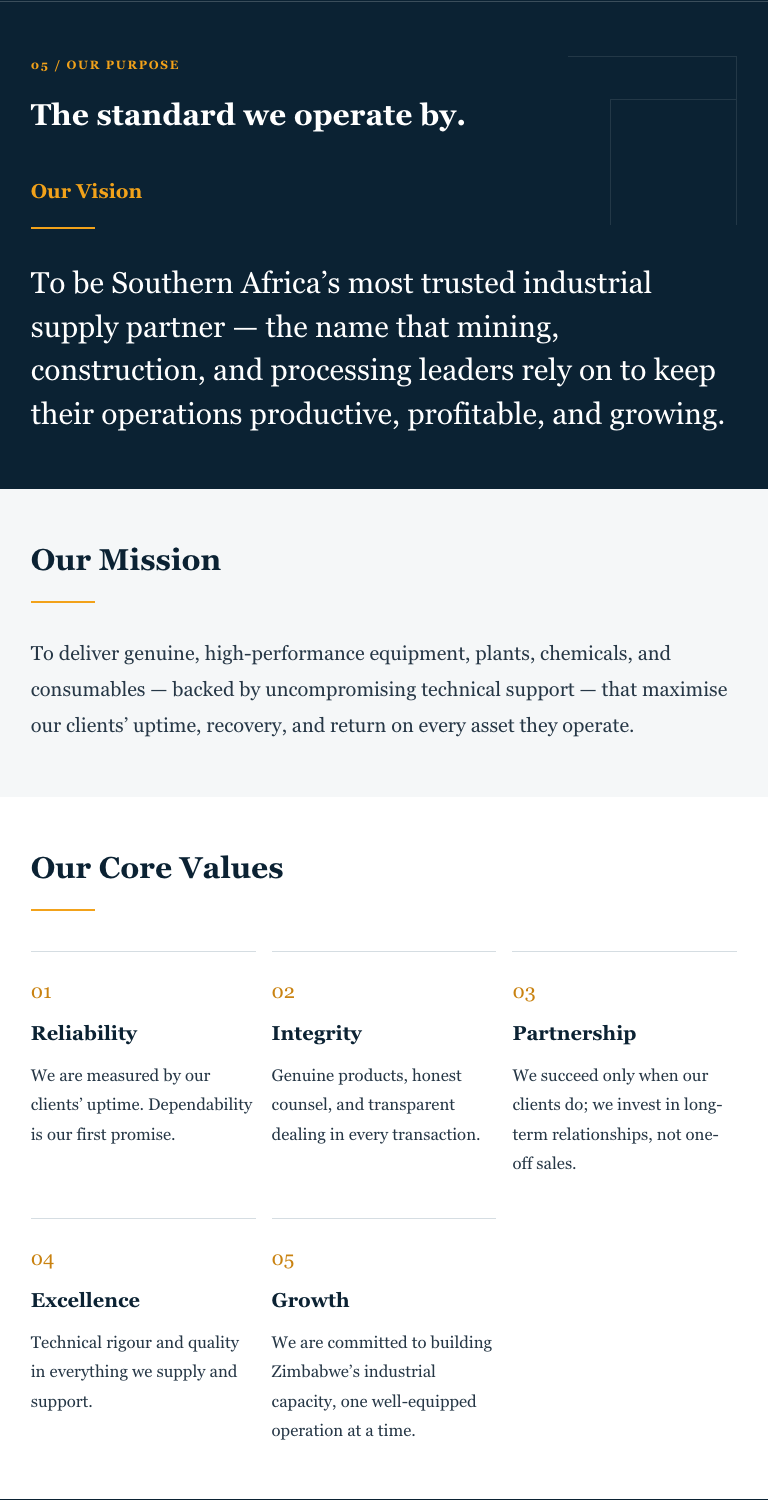 05 / OUR PURPOSE
The standard we operate by.
Our Vision
To be Southern Africa’s most trusted industrial
supply partner — the name that mining,
construction, and processing leaders rely on to keep
their operations productive, profitable, and growing.
Our Mission
To deliver genuine, high-performance equipment, plants, chemicals, and
consumables — backed by uncompromising technical support — that maximise
our clients’ uptime, recovery, and return on every asset they operate.
Our Core Values
01
Reliability
We are measured by our
clients’ uptime. Dependability
is our first promise.
02
Integrity
Genuine products, honest
counsel, and transparent
dealing in every transaction.
03
Partnership
We succeed only when our
clients do; we invest in long-
term relationships, not one-
off sales.
04
Excellence
Technical rigour and quality
in everything we supply and
support.
05
Growth
We are committed to building
Zimbabwe’s industrial
capacity, one well-equipped
operation at a time.